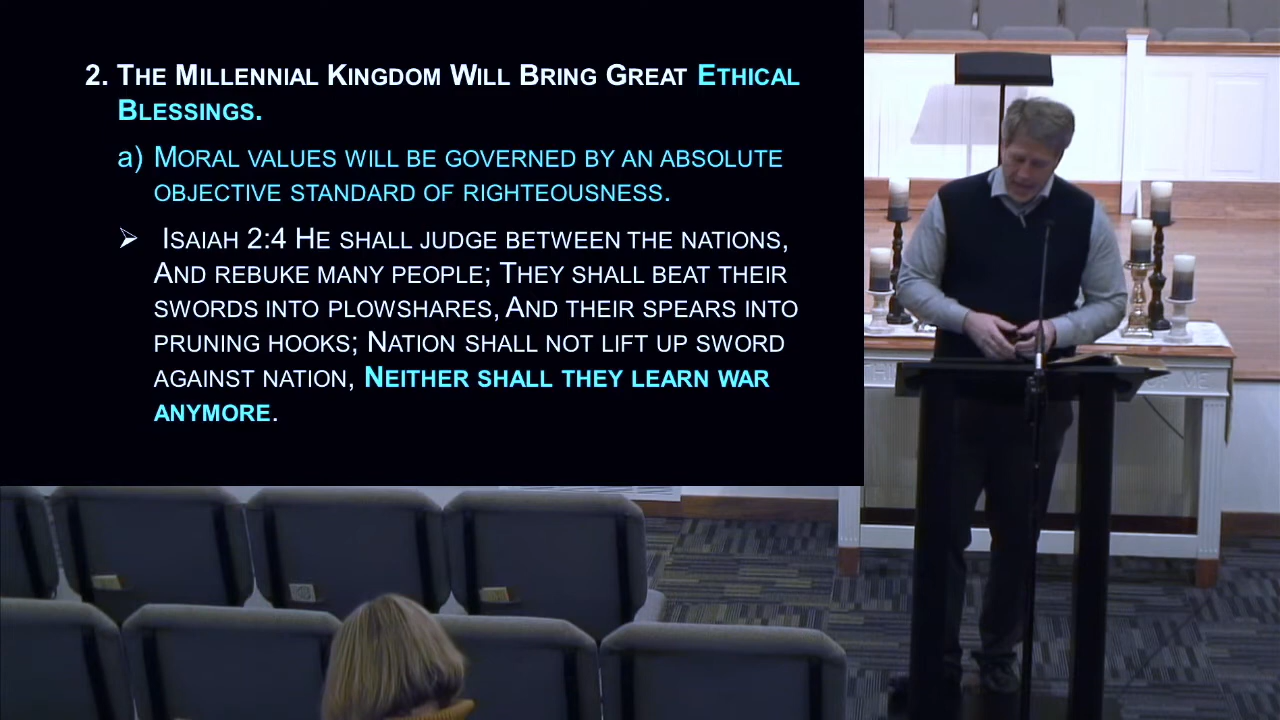 2. THE MILLENNIAL KINGDOM WILL BRING GREAT ETHICAL
BLESSINGS.
a) MORAL VALUES WILL BE GOVERNED BY AN ABSOLUTE
OBJECTIVE STANDARD OF RIGHTEOUSNESS.
➢ ISAIAH 2:4 HE SHALL JUDGE BETWEEN THE NATIONS,
AND REBUKE MANY PEOPLE; THEY SHALL BEAT THEIR
SWORDS INTO PLOWSHARES, AND THEIR SPEARS INTO
PRUNING HOOKS; NATION SHALL NOT LIFT UP SWORD
AGAINST NATION, NEITHER SHALL THEY LEARN WAR
ANYMORE.
ME